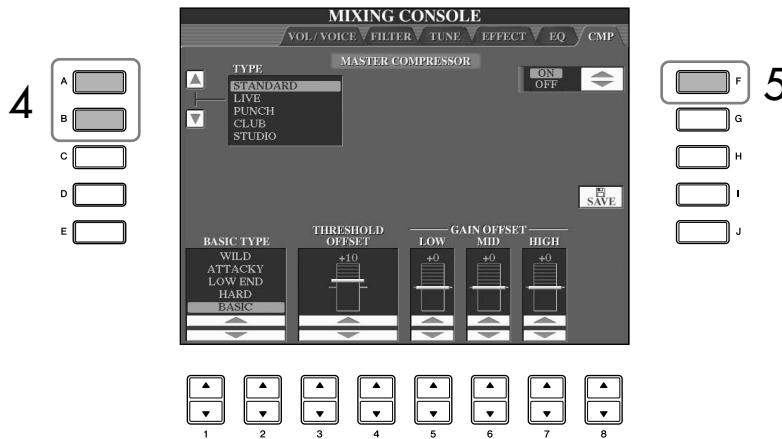 MIXING CONSOLE
VOL / VOICE FILTER TUNE EFFECT EQ CMP
MASTER COMPRESSOR
TYPE
STANDARD
LIVE
PUNCH
CLUB
STUDIO
ON
OFF
SAVE
BASIC TYPE
WILD
ATTACKY
LOW END
HARD
BASIC
THRESHOLD
OFFSET
+10
GAIN OFFSET
LOW MID HIGH
+0 +0 +0
4
A
B
C
D
E
5
F
G
H
I
J
1 2 3 4 5 6 7 8